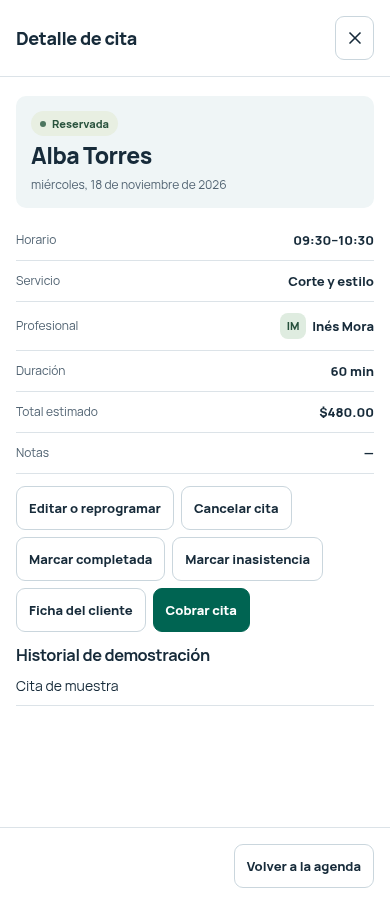 Detalle de cita
Reservada
Alba Torres
miércoles, 18 de noviembre de 2026
Horario 09:30–10:30
Servicio Corte y estilo
Profesional IM Inés Mora
Duración 60 min
Total estimado $480.00
Notas —
Editar o reprogramar Cancelar cita
Marcar completada Marcar inasistencia
Ficha del cliente Cobrar cita
Historial de demostración
Cita de muestra
Volver a la agenda